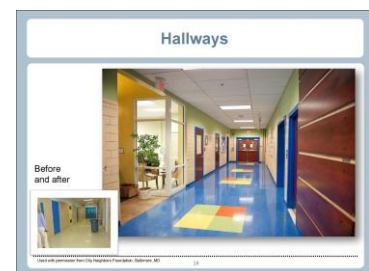 Hallways
Before
and after
Used with permission from City Neighbors Foundation, Baltimore, MD